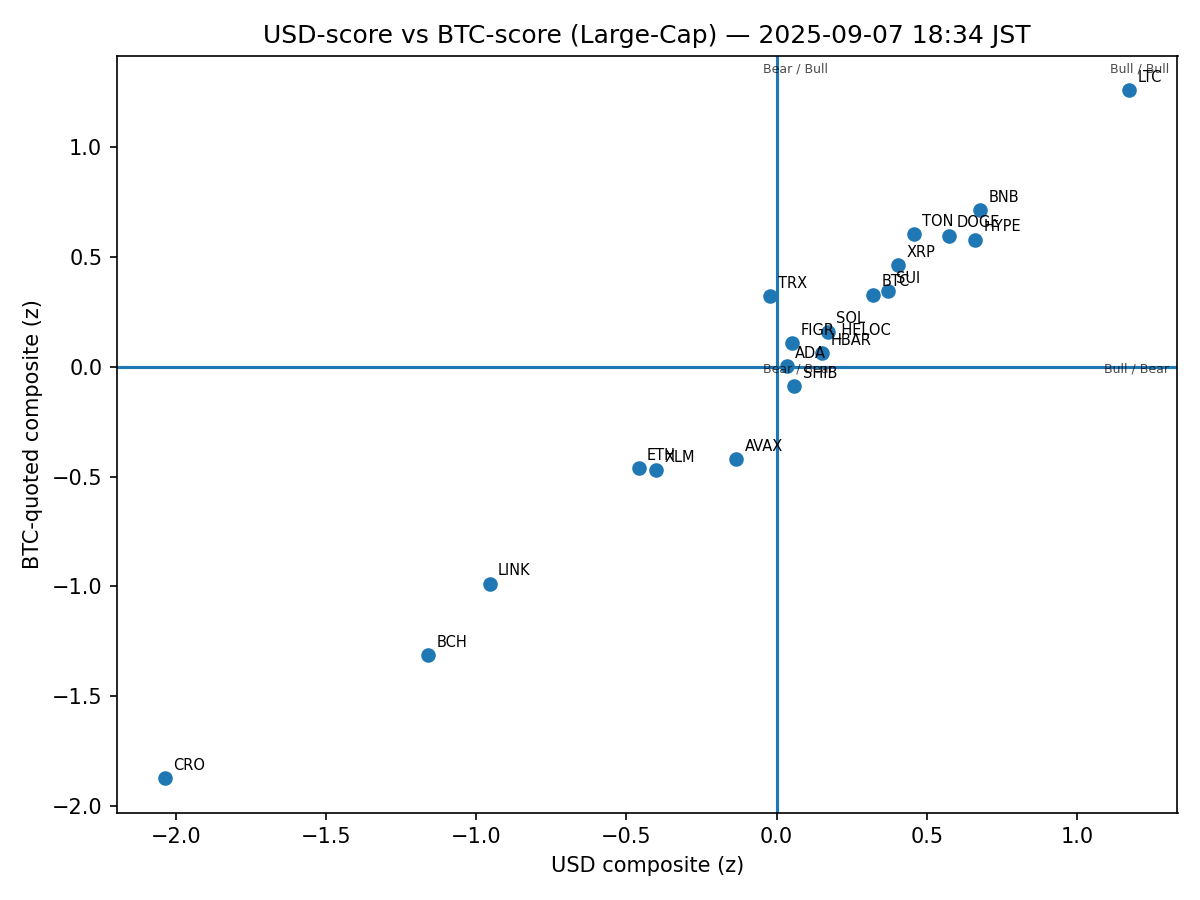 USD-score vs BTC-score (Large-Cap) — 2025-09-07 18:34 JST
Bear / Bull
Bull / Bull
LTC
BNB
TON
DOGE
HYPE
XRP
BTC
SUI
TRX
SOL
FIGR_HELOC
HBAR
ADA
Bear / Bear
SHIB
Bull / Bear
ETH
XLM
AVAX
LINK
BCH
CRO
BTC-quoted composite (z)
1.0
0.5
0.0
−0.5
−1.0
−1.5
−2.0
−2.0
−1.5
−1.0
−0.5
0.0
0.5
1.0
USD composite (z)